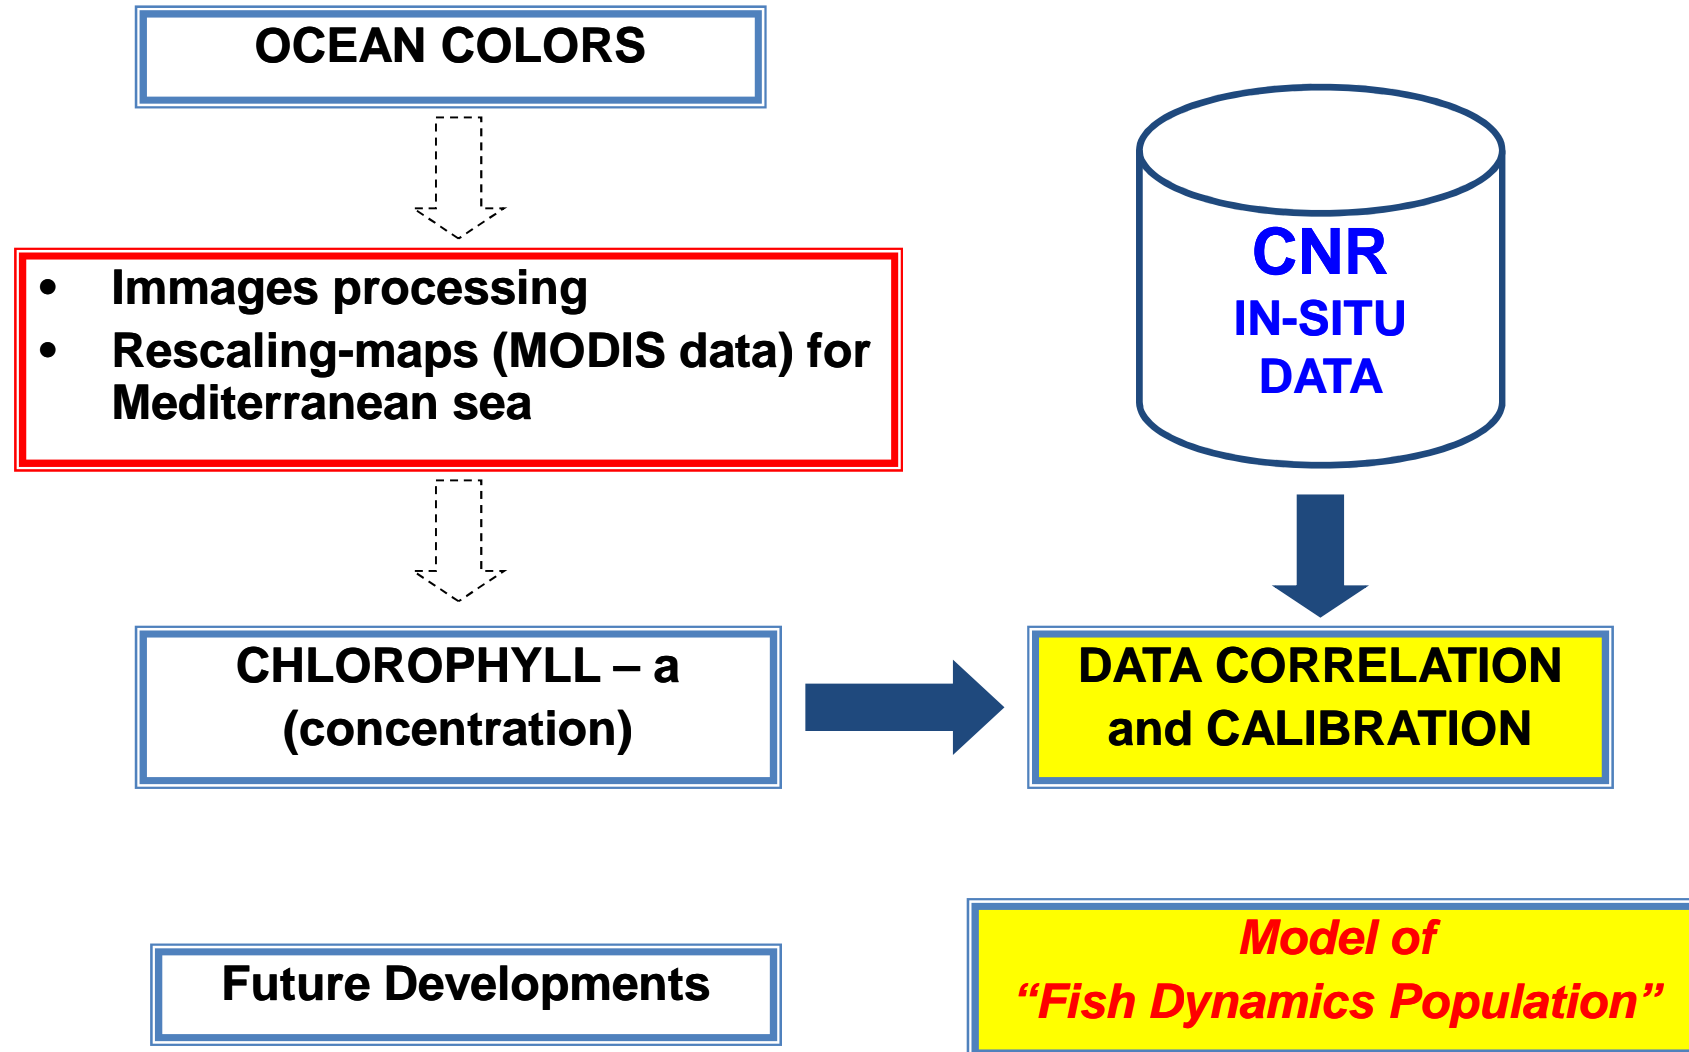 OCEAN COLORS
• Immages processing
• Rescaling-maps (MODIS data) for
Mediterranean sea
CNR
IN-SITU
DATA
CHLOROPHYLL – a
(concentration)
DATA CORRELATION
and CALIBRATION
Future Developments
Model of
“Fish Dynamics Population”